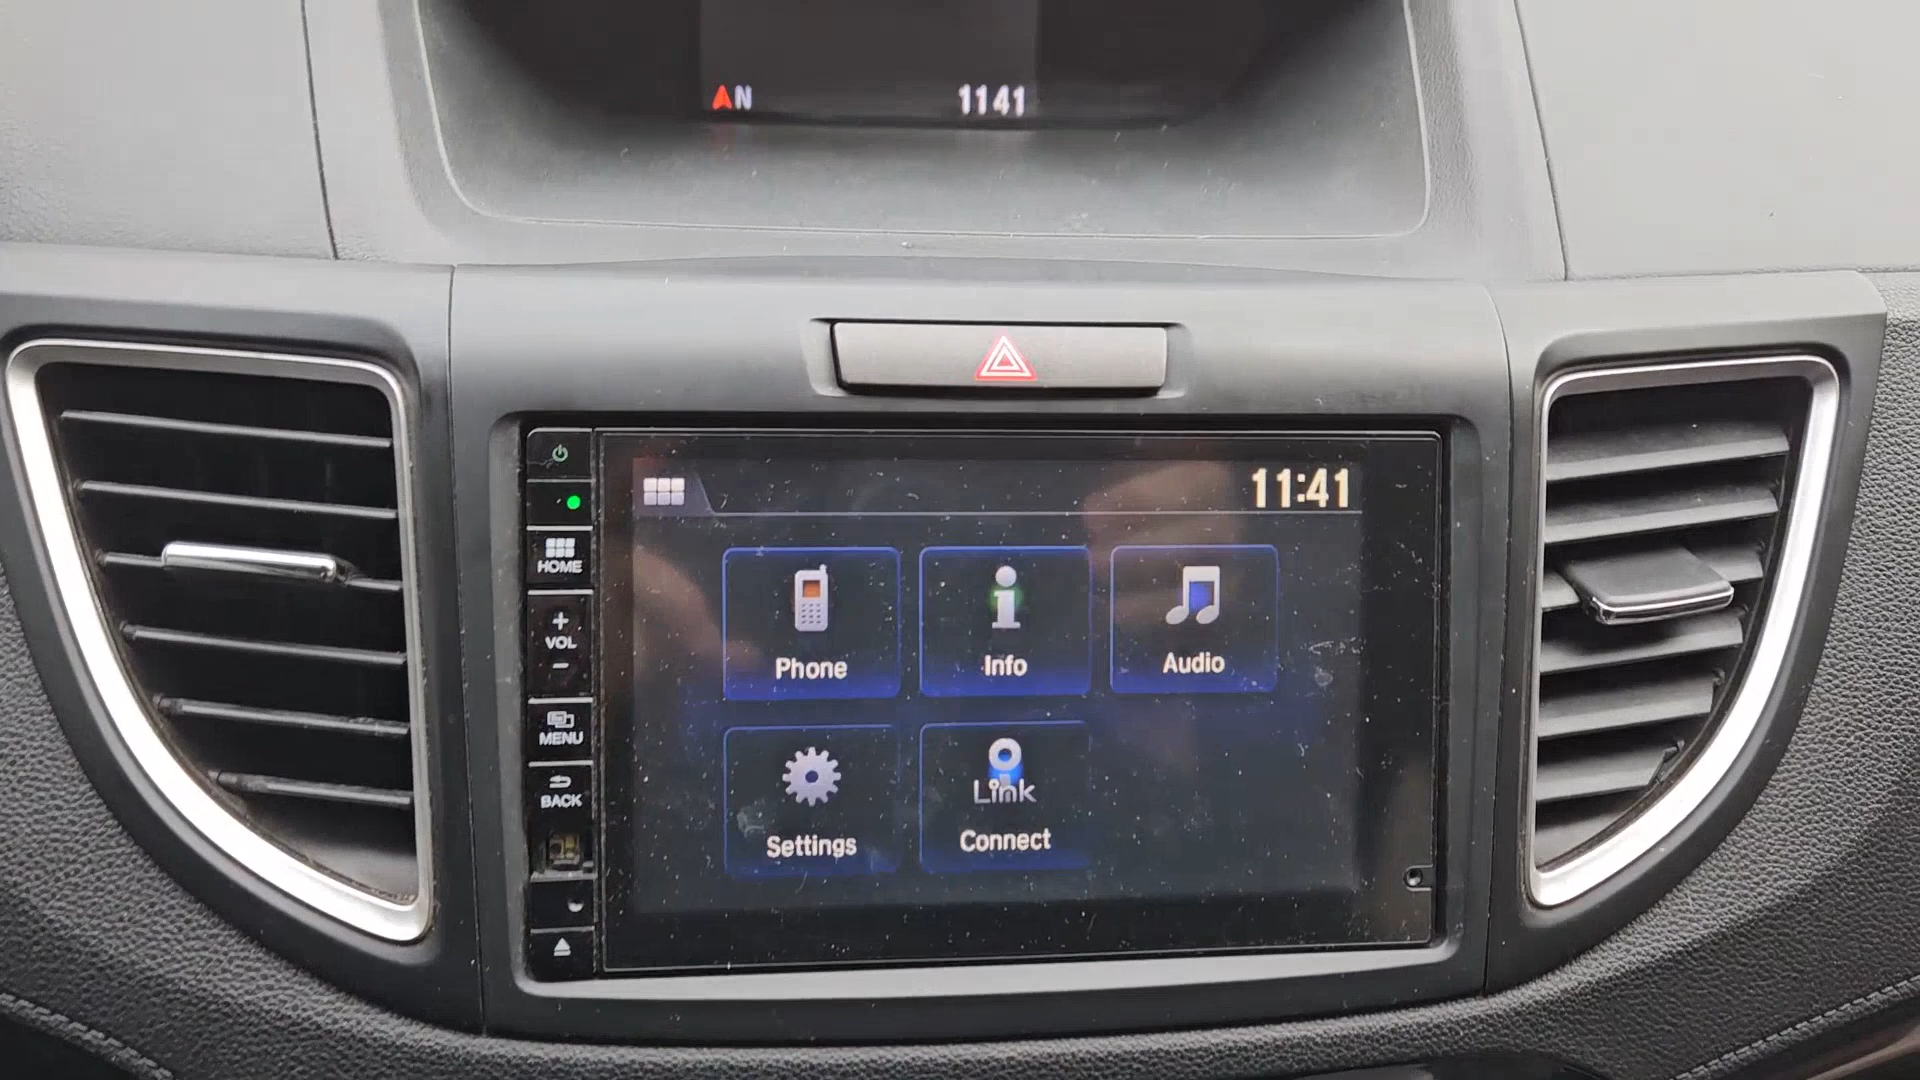 N 1141
11:41
HOME
+
VOL
-
MENU
BACK
Phone Info Audio
Link
Settings Connect